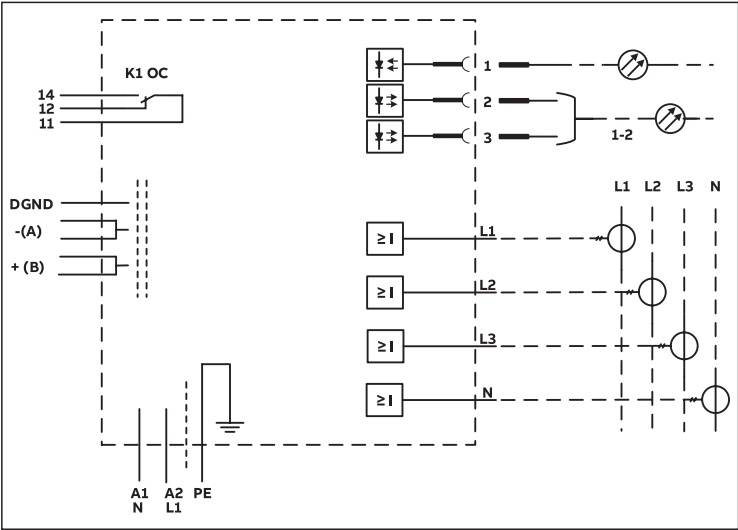 K1 OC
14
12
11
1
2
3
1-2
DGND
-(A)
+ (B)
L1 L2 L3 N
≥ I L1
≥ I L2
≥ I L3
≥ I N
A1 A2 PE
N L1